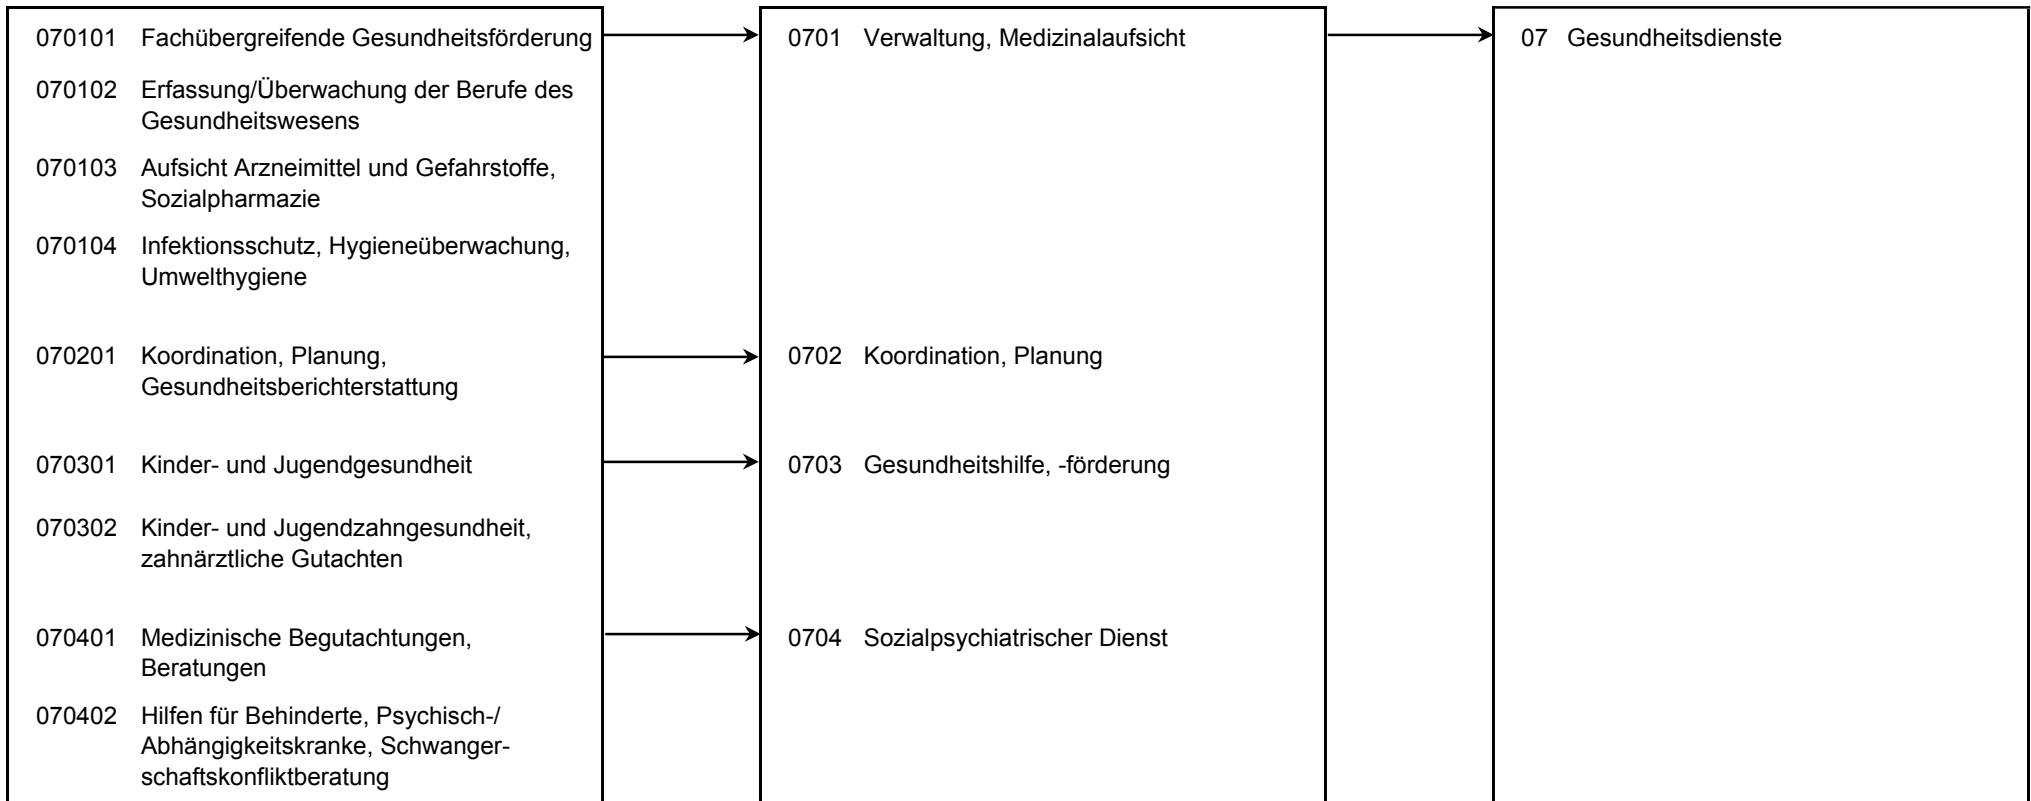 070101 Fachübergreifende Gesundheitsförderung
070102 Erfassung/Überwachung der Berufe des
Gesundheitswesens
070103 Aufsicht Arzneimittel und Gefahrstoffe,
Sozialpharmazie
070104 Infektionsschutz, Hygieneüberwachung,
Umwelthygiene
070201 Koordination, Planung,
Gesundheitsberichterstattung
070301 Kinder- und Jugendgesundheit
070302 Kinder- und Jugendzahngesundheit,
zahnärztliche Gutachten
070401 Medizinische Begutachtungen,
Beratungen
070402 Hilfen für Behinderte, Psychisch-/
Abhängigkeitskranke, Schwanger-
schaftskonfliktberatung
0701 Verwaltung, Medizinalaufsicht
0702 Koordination, Planung
0703 Gesundheitshilfe, -förderung
0704 Sozialpsychiatrischer Dienst
07 Gesundheitsdienste